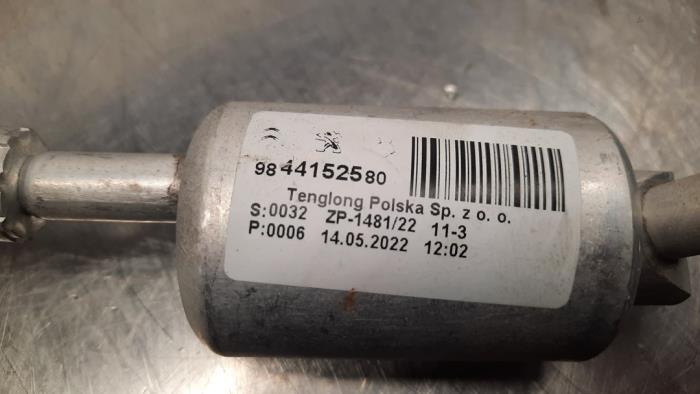 9844152580
Tenglong Polska Sp. z o. o.
S:0032 ZP-1481/22 11-3
P:0006 14.05.2022 12:02